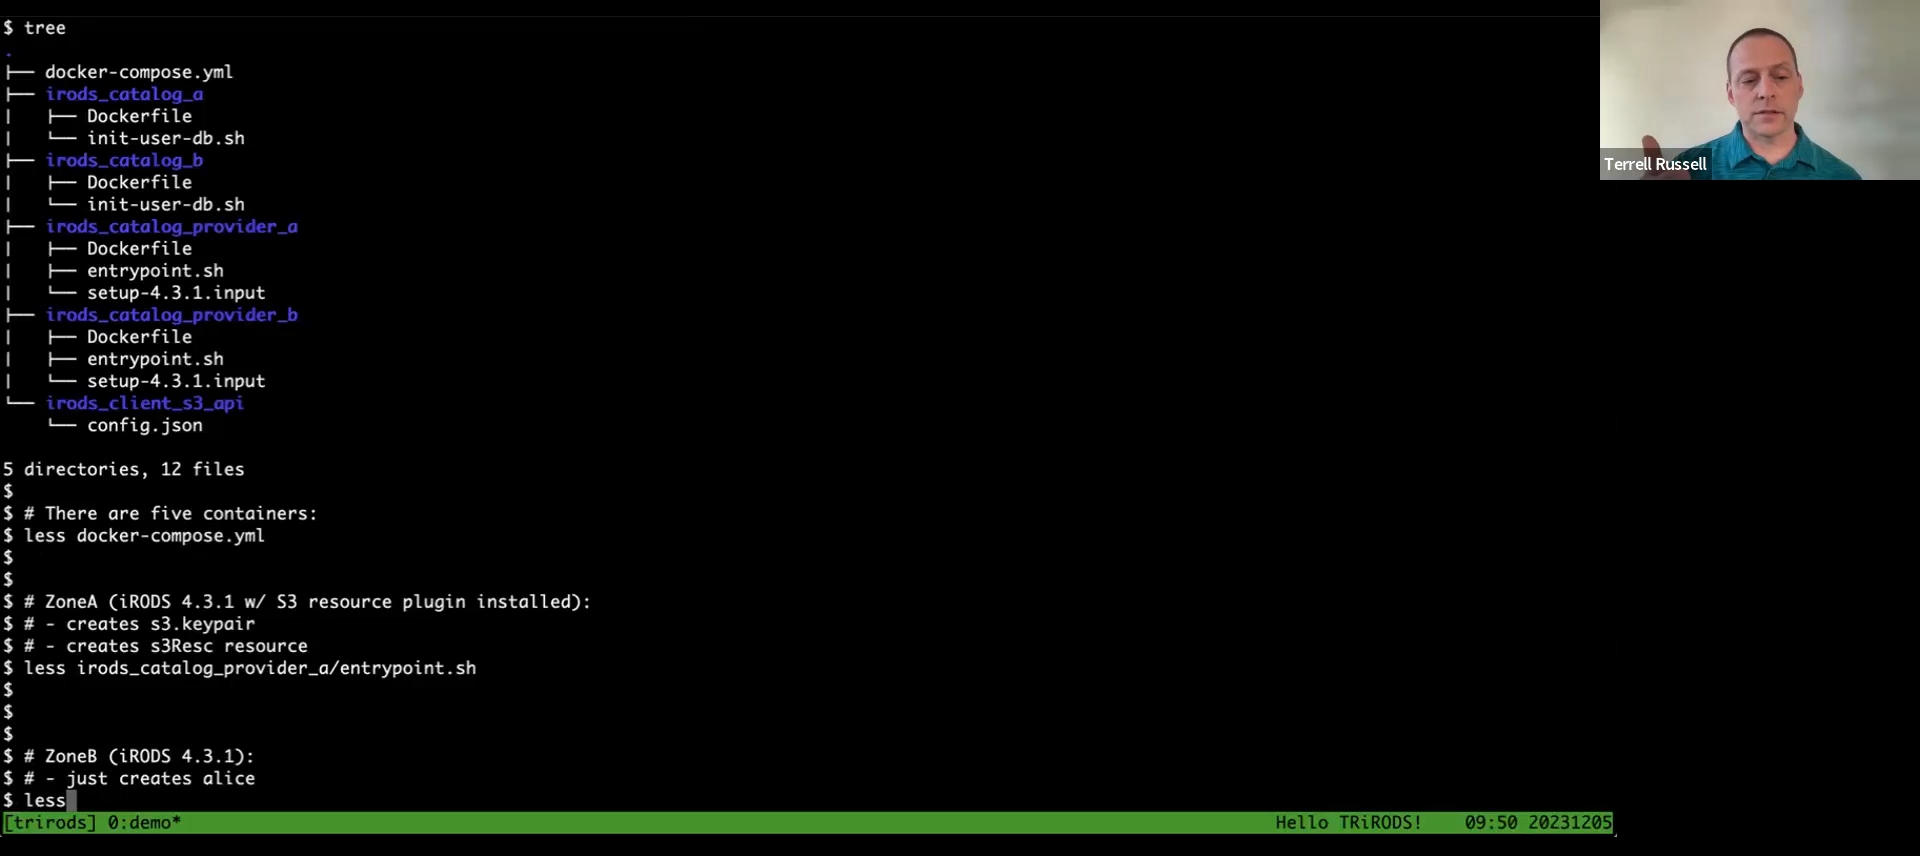 $ tree
.
├── docker-compose.yml
├── irods_catalog_a
│   ├── Dockerfile
│   └── init-user-db.sh
├── irods_catalog_b
│   ├── Dockerfile
│   └── init-user-db.sh
├── irods_catalog_provider_a
│   ├── Dockerfile
│   ├── entrypoint.sh
│   └── setup-4.3.1.input
├── irods_catalog_provider_b
│   ├── Dockerfile
│   ├── entrypoint.sh
│   └── setup-4.3.1.input
└── irods_client_s3_api
    └── config.json
5 directories, 12 files
$
$ # There are five containers:
$ less docker-compose.yml
$
$
$ # ZoneA (iRODS 4.3.1 w/ S3 resource plugin installed):
$ # - creates s3.keypair
$ # - creates s3Resc resource
$ less irods_catalog_provider_a/entrypoint.sh
$
$
$
$ # ZoneB (iRODS 4.3.1):
$ # - just creates alice
$ less
[trirods] 0:demo* Hello TRiRODS! 09:50 20231205
Terrell Russell